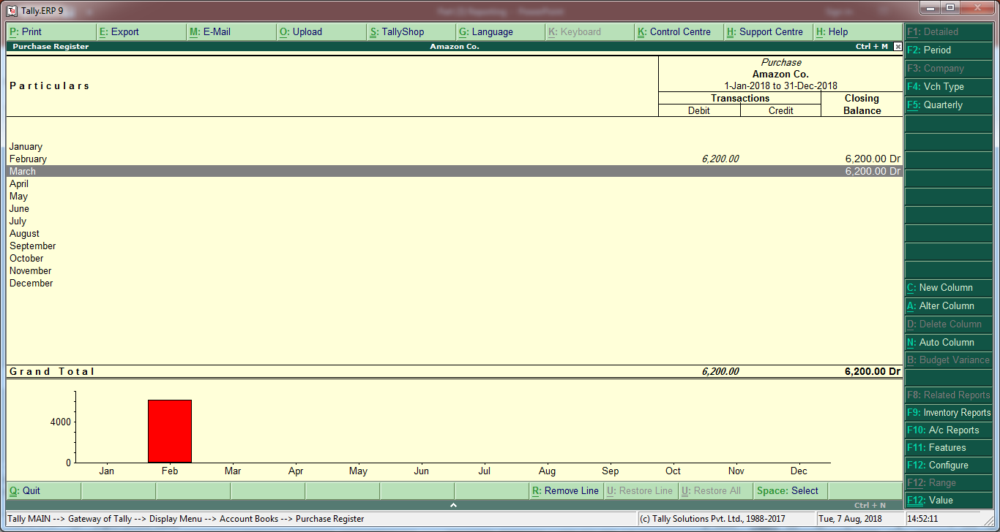 Tally.ERP 9
P: Print E: Export M: E-Mail O: Upload S: TallyShop G: Language K: Keyboard K: Control Centre H: Support Centre H: Help
Purchase Register Amazon Co. Ctrl + M
Purchase
Amazon Co.
Particulars
1-Jan-2018 to 31-Dec-2018
Transactions Closing
Debit Credit Balance
January
February 6,200.00 6,200.00 Dr
March 6,200.00 Dr
April
May
June
July
August
September
October
November
December
Grand Total 6,200.00 6,200.00 Dr
4000
0
Jan Feb Mar Apr May Jun Jul Aug Sep Oct Nov Dec
F1: Detailed
F2: Period
F3: Company
F4: Vch Type
F5: Quarterly
C: New Column
A: Alter Column
D: Delete Column
N: Auto Column
B: Budget Variance
F8: Related Reports
F9: Inventory Reports
F10: A/c Reports
F11: Features
F12: Configure
F12: Range
F12: Value
Q: Quit R: Remove Line U: Restore Line U: Restore All Space: Select
Ctrl + N
Tally MAIN --> Gateway of Tally --> Display Menu --> Account Books --> Purchase Register (c) Tally Solutions Pvt. Ltd., 1988-2017 Tue, 7 Aug, 2018 14:52:11